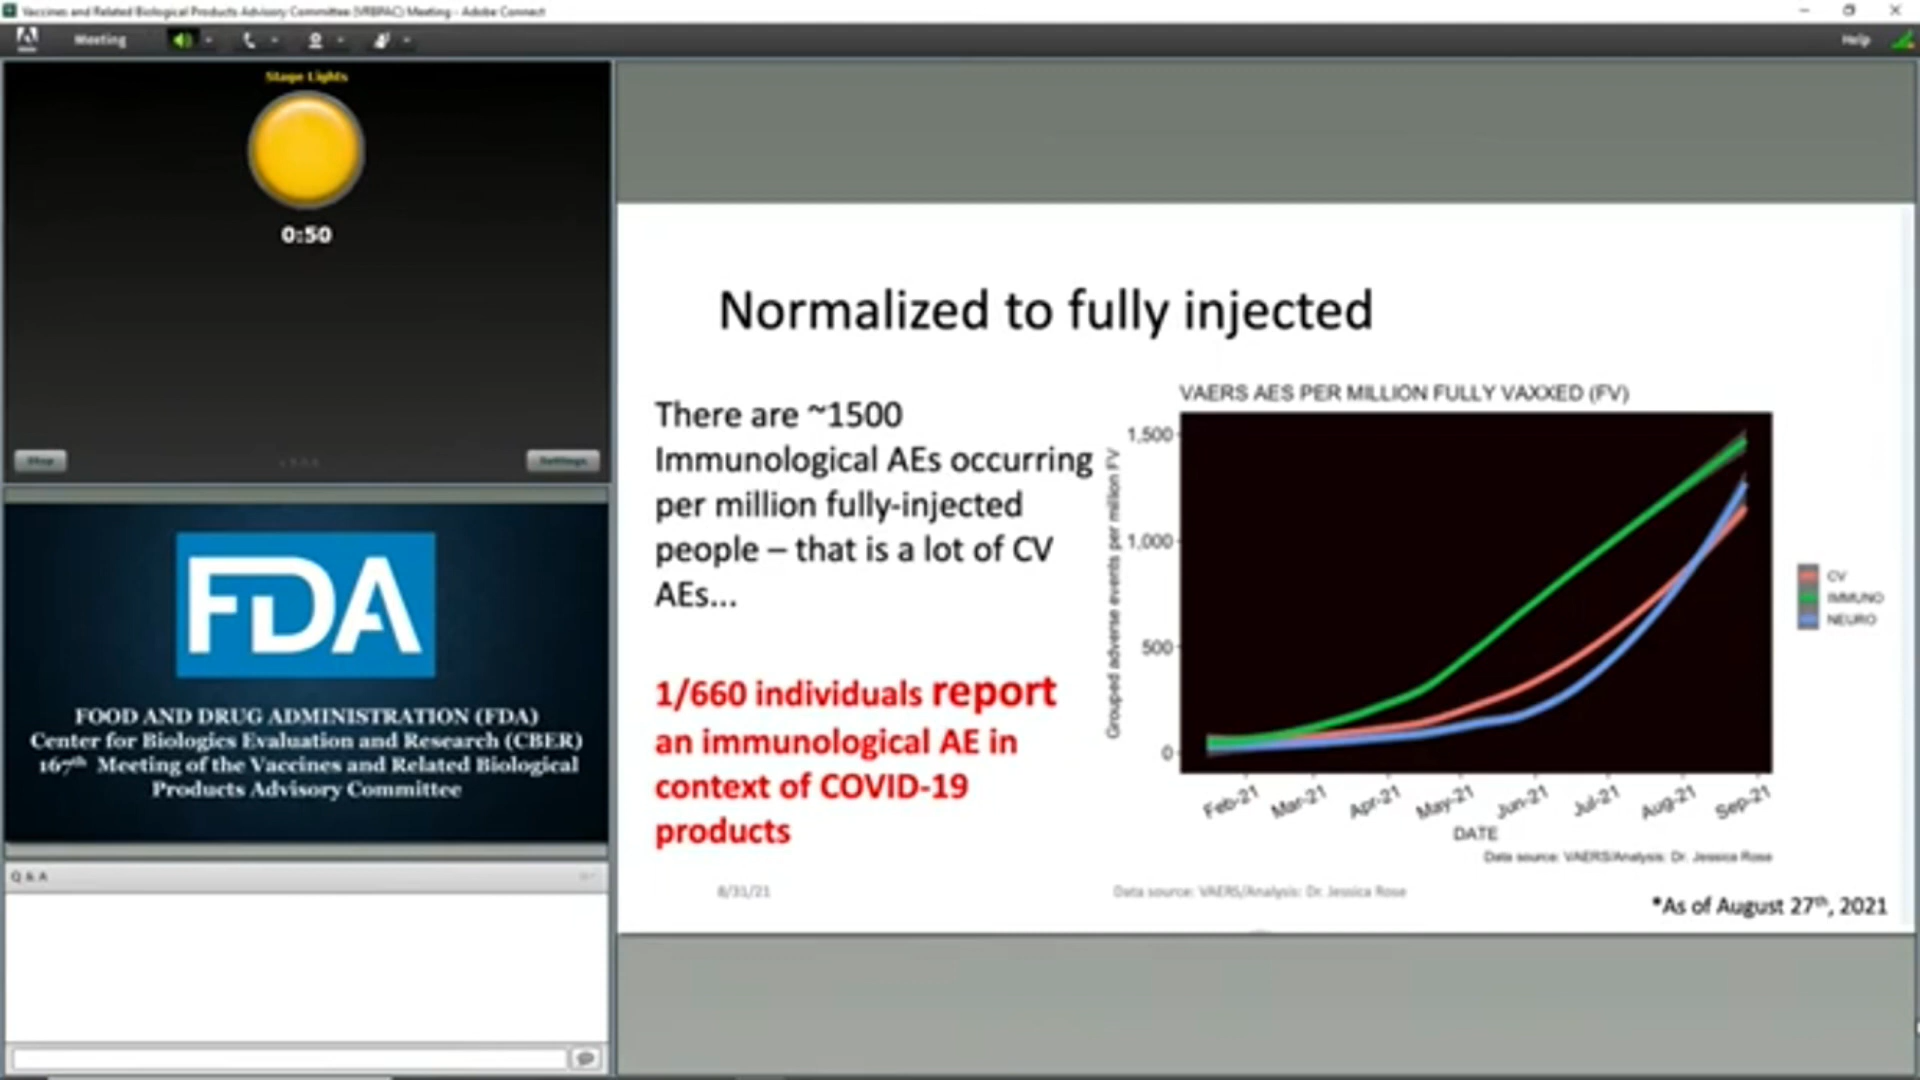 Vaccines and Related Biological Products Advisory Committee (VRBPAC) Meeting - Adobe Connect
Meeting
Help
Stage Lights
0:50
Stop
Settings
FDA
FOOD AND DRUG ADMINISTRATION (FDA)
Center for Biologics Evaluation and Research (CBER)
167th Meeting of the Vaccines and Related Biological
Products Advisory Committee
Q & A
Normalized to fully injected
There are ~1500
Immunological AEs occurring
per million fully-injected
people – that is a lot of CV
AEs...
1/660 individuals report
an immunological AE in
context of COVID-19
products
VAERS AES PER MILLION FULLY VAXXED (FV)
Grouped adverse events per million FV
1,500
1,000
500
0
Feb-21 Mar-21 Apr-21 May-21 Jun-21 Jul-21 Aug-21 Sep-21
DATE
CV
IMMUNO
NEURO
Data source: VAERS/Analysis: Dr. Jessica Rose
8/31/21
Data source: VAERS/Analysis: Dr. Jessica Rose
*As of August 27th, 2021